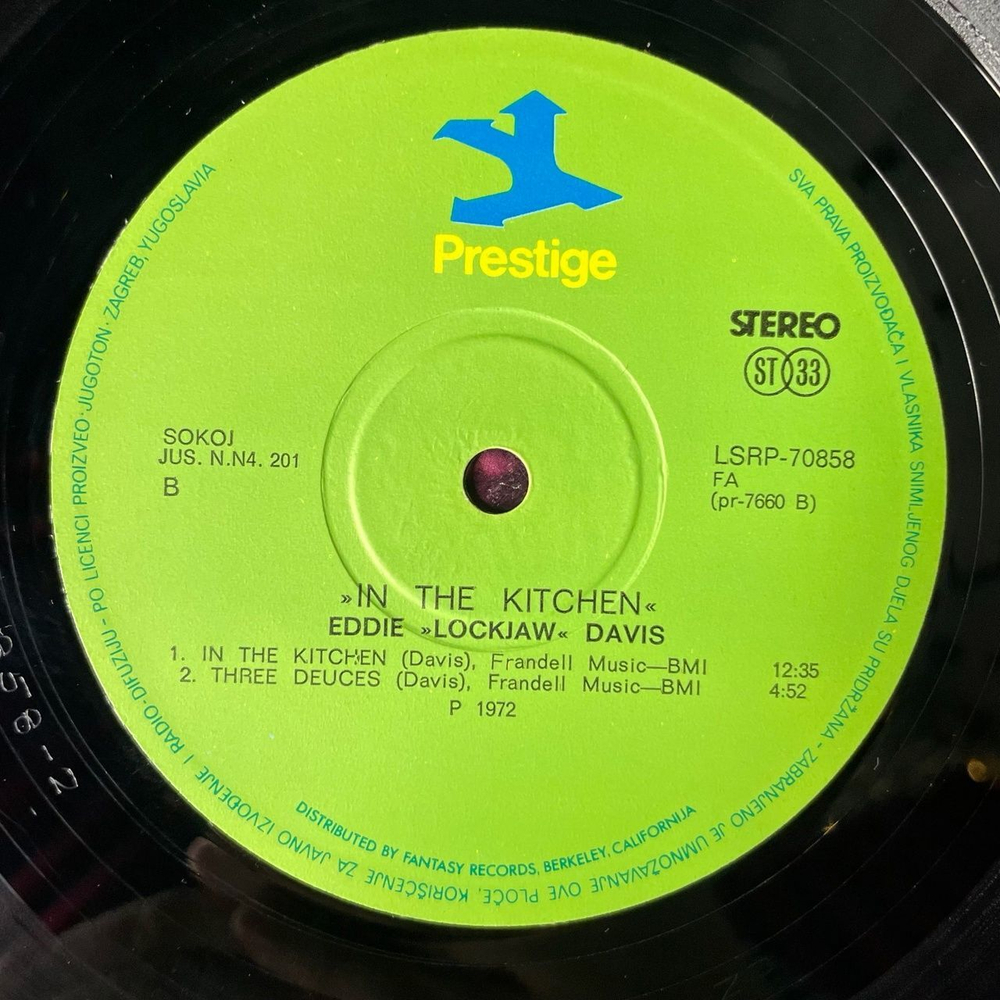 Prestige
STEREO
ST 33
SOKOJ
JUS. N.N4. 201
B
LSRP-70858
FA
(pr-7660 B)
»IN THE KITCHEN«
EDDIE »LOCKJAW« DAVIS
1. IN THE KITCHEN (Davis), Frandell Music—BMI 12:35
2. THREE DEUCES (Davis), Frandell Music—BMI 4:52
P 1972
DISTRIBUTED BY FANTASY RECORDS, BERKELEY, CALIFORNIJA
SVA PRAVA PROIZVOĐAČA I VLASNIKA SNIMLJENOG DJELA SU PRIDRŽANA - ZABRANJENO JE UMNOŽAVANJE OVE PLOČE, KORIŠĆENJE ZA JAVNO IZVOĐENJE I RADIO-DIFUZIJU - PO LICENCI PROIZVEO·JUGOTON·ZAGREB, YUGOSLAVIA
858-2